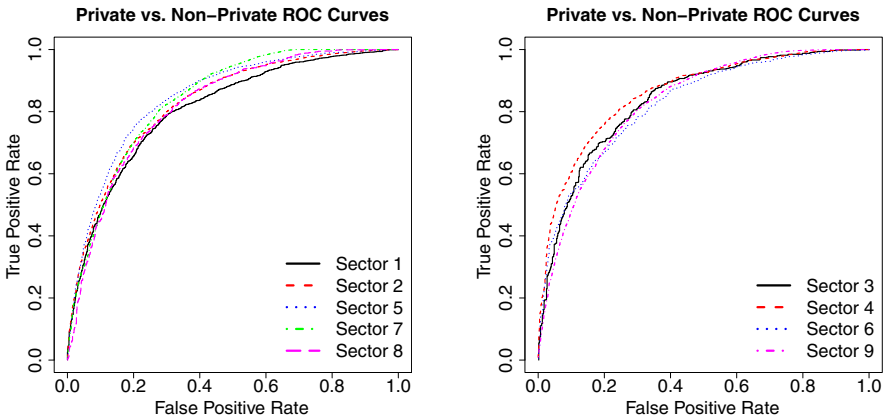 Private vs. Non−Private ROC Curves
True Positive Rate
1.0
0.8
0.6
0.4
0.2
0.0
Sector 1
Sector 2
Sector 5
Sector 7
Sector 8
0.0 0.2 0.4 0.6 0.8 1.0
False Positive Rate
Private vs. Non−Private ROC Curves
True Positive Rate
1.0
0.8
0.6
0.4
0.2
0.0
Sector 3
Sector 4
Sector 6
Sector 9
0.0 0.2 0.4 0.6 0.8 1.0
False Positive Rate